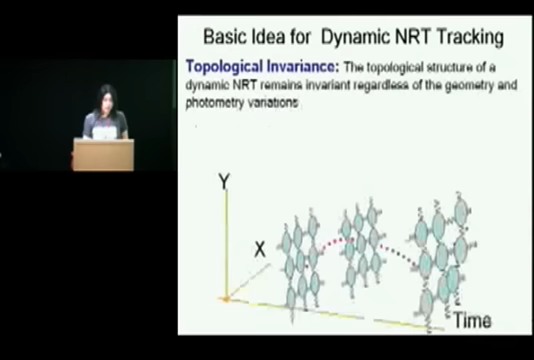 Basic Idea for Dynamic NRT Tracking
Topological Invariance: The topological structure of a
dynamic NRT remains invariant regardless of the geometry and
photometry variations
Y
X
Time